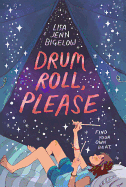 LISA
JENN
BIGELOW
DRUM
ROLL,
PLEASE
FIND
YOUR
OWN
BEAT